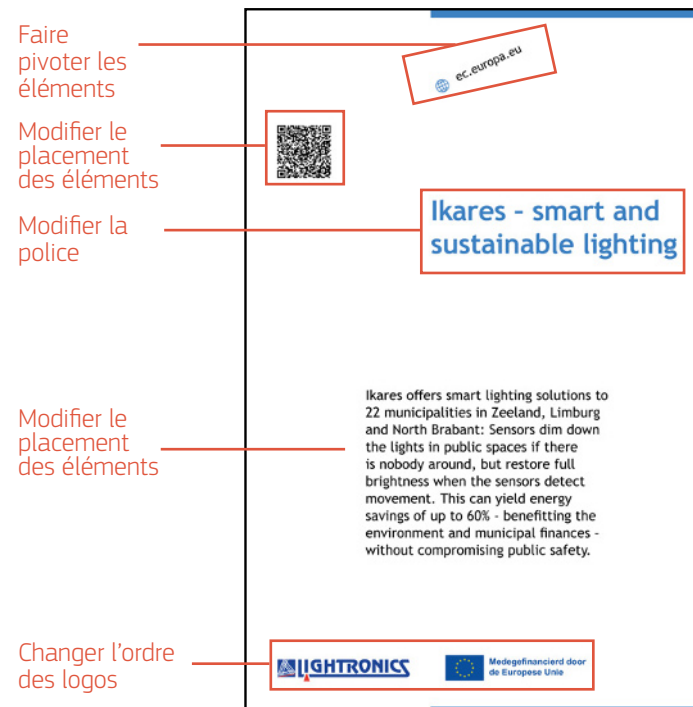 Faire
pivoter les
éléments
ec.europa.eu
Modifier le
placement
des éléments
Modifier la
police
Ikares – smart and
sustainable lighting
Modifier le
placement
des éléments
Ikares offers smart lighting solutions to
22 municipalities in Zeeland, Limburg
and North Brabant: Sensors dim down
the lights in public spaces if there
is nobody around, but restore full
brightness when the sensors detect
movement. This can yield energy
savings of up to 60% - benefitting the
environment and municipal finances –
without compromising public safety.
Changer l’ordre
des logos
LIGHTRONICS
Medegefinancierd door
de Europese Unie